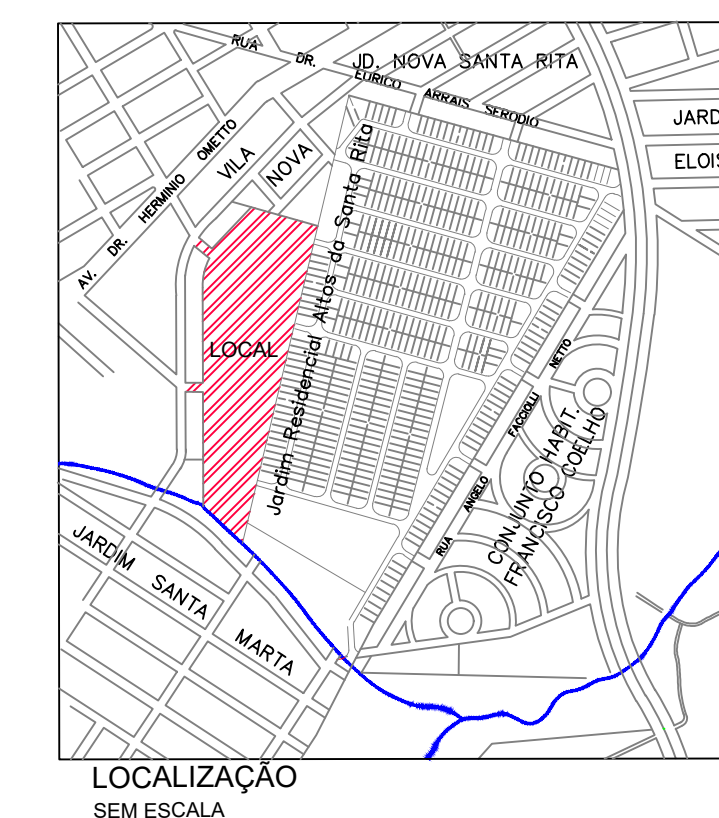 RUA DR. EURICO ARRAIS SERODIO
JD. NOVA SANTA RITA
JARD
ELOIS
AV. DR. HERMINIO OMETTO
VILA NOVA
Jardim Residencial Altos da Santa Rita
LOCAL
RUA ANGELO FACCIOLLI NETTO
CONJUNTO HABIT.
FRANCISCO COELHO
JARDIM SANTA MARTA
LOCALIZAÇÃO
SEM ESCALA